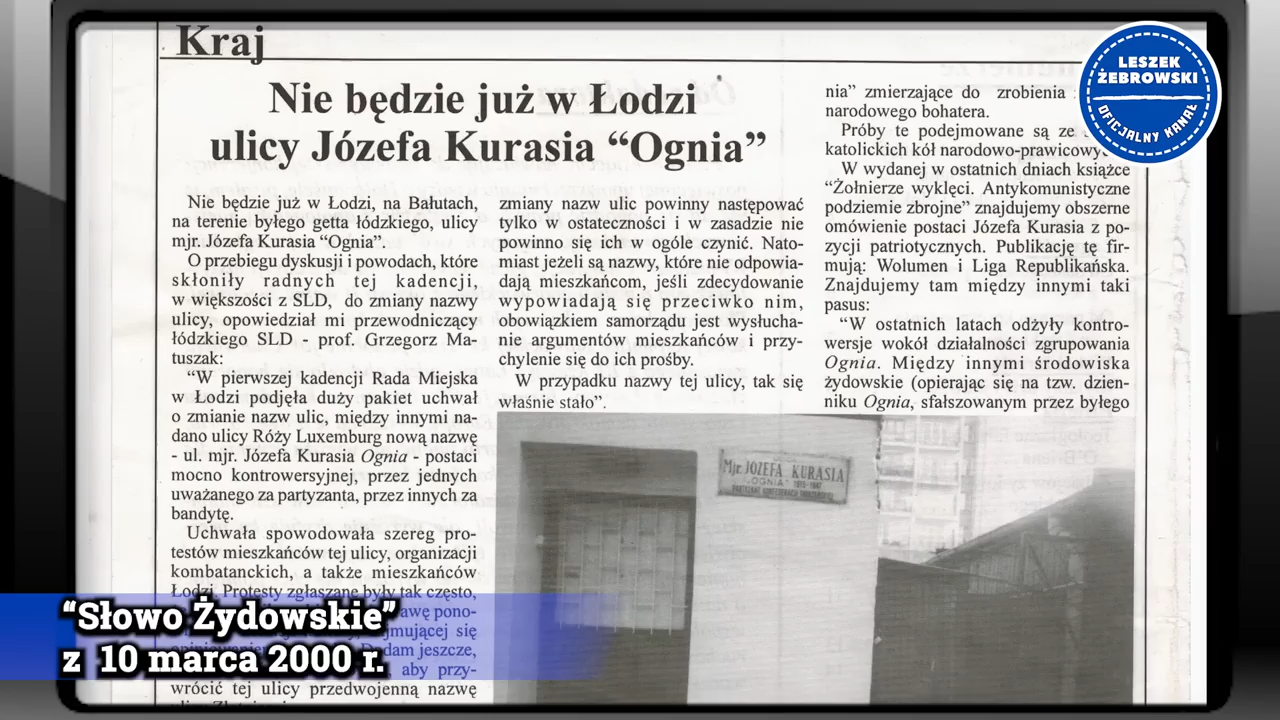 Kraj
Nie będzie już w Łodzi
ulicy Józefa Kurasia “Ognia”
Nie będzie już w Łodzi, na Bałutach,
na terenie byłego getta łódzkiego, ulicy
mjr. Józefa Kurasia “Ognia”.
O przebiegu dyskusji i powodach, które
skłoniły radnych tej kadencji,
w większości z SLD, do zmiany nazwy
ulicy, opowiedział mi przewodniczący
łódzkiego SLD - prof. Grzegorz Ma-
tuszak:
“W pierwszej kadencji Rada Miejska
w Łodzi podjęła duży pakiet uchwał
o zmianie nazw ulic, między innymi na-
dano ulicy Róży Luxemburg nową nazwę
- ul. mjr. Józefa Kurasia Ognia - postaci
mocno kontrowersyjnej, przez jednych
uważanego za partyzanta, przez innych za
bandytę.
Uchwała spowodowała szereg pro-
testów mieszkańców tej ulicy, organizacji
kombatanckich, a także mieszkańców
Łodzi. Protesty zgłaszane były tak często,
pono-
się
Dodam jeszcze,
aby przy-
wrócić tej ulicy przedwojenną nazwę
zmiany nazw ulic powinny następować
tylko w ostateczności i w zasadzie nie
powinno się ich w ogóle czynić. Nato-
miast jeżeli są nazwy, które nie odpowia-
dają mieszkańcom, jeśli zdecydowanie
wypowiadają się przeciwko nim,
obowiązkiem samorządu jest wysłucha-
nie argumentów mieszkańców i przy-
chylenie się do ich prośby.
W przypadku nazwy tej ulicy, tak się
właśnie stało”.
Mjr. JÓZEFA KURASIA
“OGNIA”
nia” zmierzające do zrobienia
narodowego bohatera.
Próby te podejmowane są ze
katolickich kół narodowo-prawicowych
W wydanej w ostatnich dniach książce
“Żołnierze wyklęci. Antykomunistyczne
podziemie zbrojne” znajdujemy obszerne
omówienie postaci Józefa Kurasia z po-
zycji patriotycznych. Publikację tę fir-
mują: Wolumen i Liga Republikańska.
Znajdujemy tam między innymi taki
pasus:
“W ostatnich latach odżyły kontro-
wersje wokół działalności zgrupowania
Ognia. Między innymi środowiska
żydowskie (opierając się na tzw. dzien-
niku Ognia, sfałszowanym przez byłego
LESZEK
ŻEBROWSKI
OFICJALNY KANAŁ
“Słowo Żydowskie”
z 10 marca 2000 r.